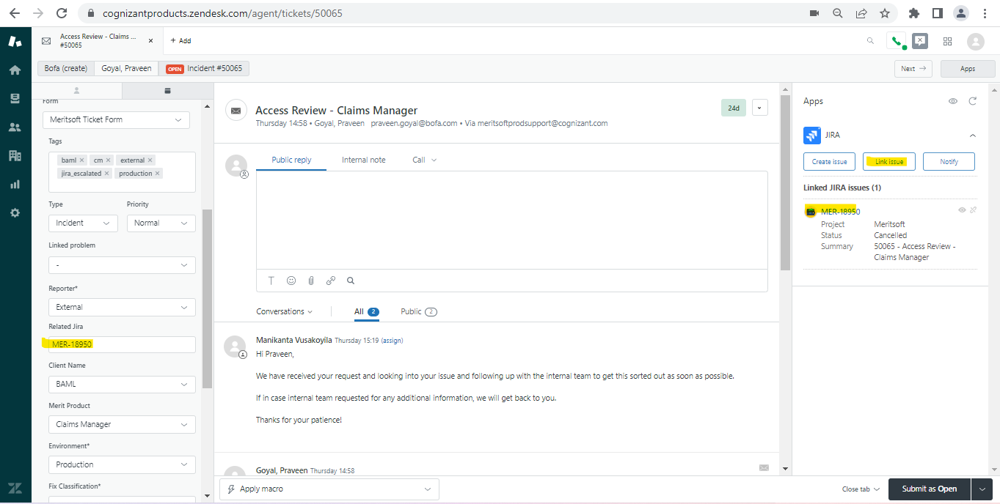 cognizantproducts.zendesk.com/agent/tickets/50065
Access Review - Claims ...
#50065
+ Add
Bofa (create)
Goyal, Praveen
OPEN Incident #50065
Next
Apps
Form
Meritsoft Ticket Form
Tags
baml × cm × external ×
jira_escalated × production ×
Type
Priority
Incident
Normal
Linked problem
-
Reporter*
External
Related Jira
MER-18950
Client Name
BAML
Merit Product
Claims Manager
Environment*
Production
Fix Classification*
Access Review - Claims Manager
Thursday 14:58 • Goyal, Praveen praveen.goyal@bofa.com • Via meritsoftprodsupport@cognizant.com
24d
Public reply
Internal note
Call
T
Conversations
All 2
Public 2
Manikanta Vusakoyila Thursday 15:19 (assign)
Hi Praveen,
We have received your request and looking into your issue and following up with the internal team to get this sorted out as soon as possible.
If in case internal team requested for any additional information, we will get back to you.
Thanks for your patience!
Goyal, Praveen Thursday 14:58
Apply macro
Close tab
Submit as Open
Apps
JIRA
Create issue
Link issue
Notify
Linked JIRA issues (1)
MER-18950
Project Meritsoft
Status Cancelled
Summary 50065 - Access Review -
Claims Manager